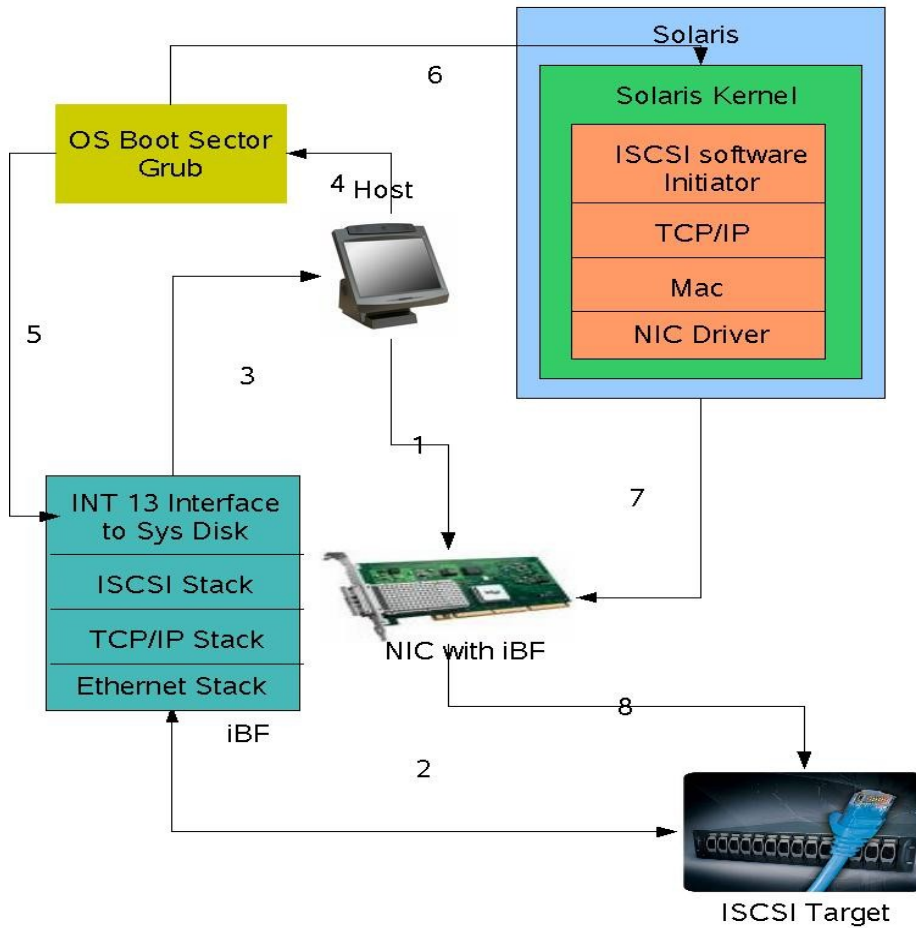 Solaris
6
Solaris Kernel
OS Boot Sector
Grub
ISCSI software
Initiator
4
Host
TCP/IP
Mac
NIC Driver
5
3
1
7
INT 13 Interface
to Sys Disk
ISCSI Stack
TCP/IP Stack
Ethernet Stack
NIC with iBF
8
iBF
2
ISCSI Target